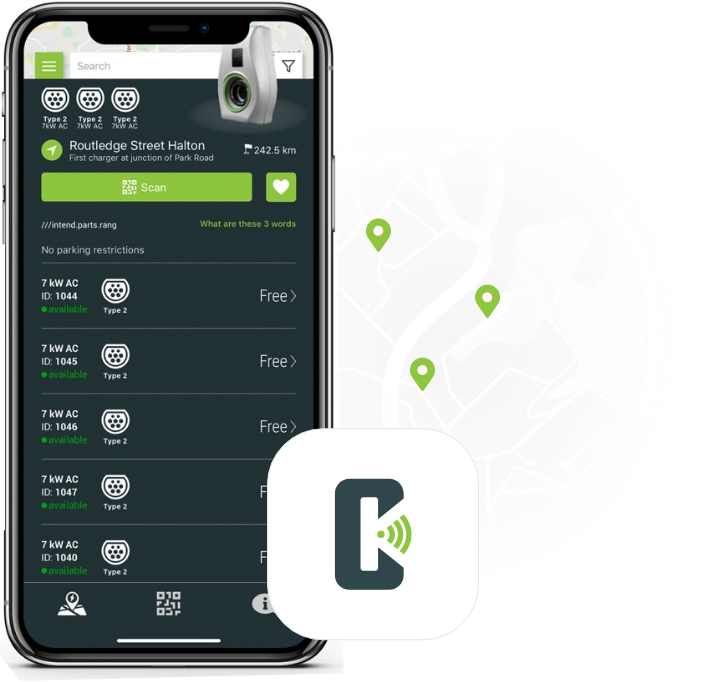 Search
Type 2 Type 2 Type 2
7kW AC 7kW AC 7kW AC
Routledge Street Halton
242.5 km
First charger at junction of Park Road
Scan
///intend.parts.rang
What are these 3 words
No parking restrictions
7 kW AC
ID: 1044
available
Type 2
Free
7 kW AC
ID: 1045
available
Type 2
Free
7 kW AC
ID: 1046
available
Type 2
Free
7 kW AC
ID: 1047
available
Type 2
F
7 kW AC
ID: 1040
available
Type 2
F